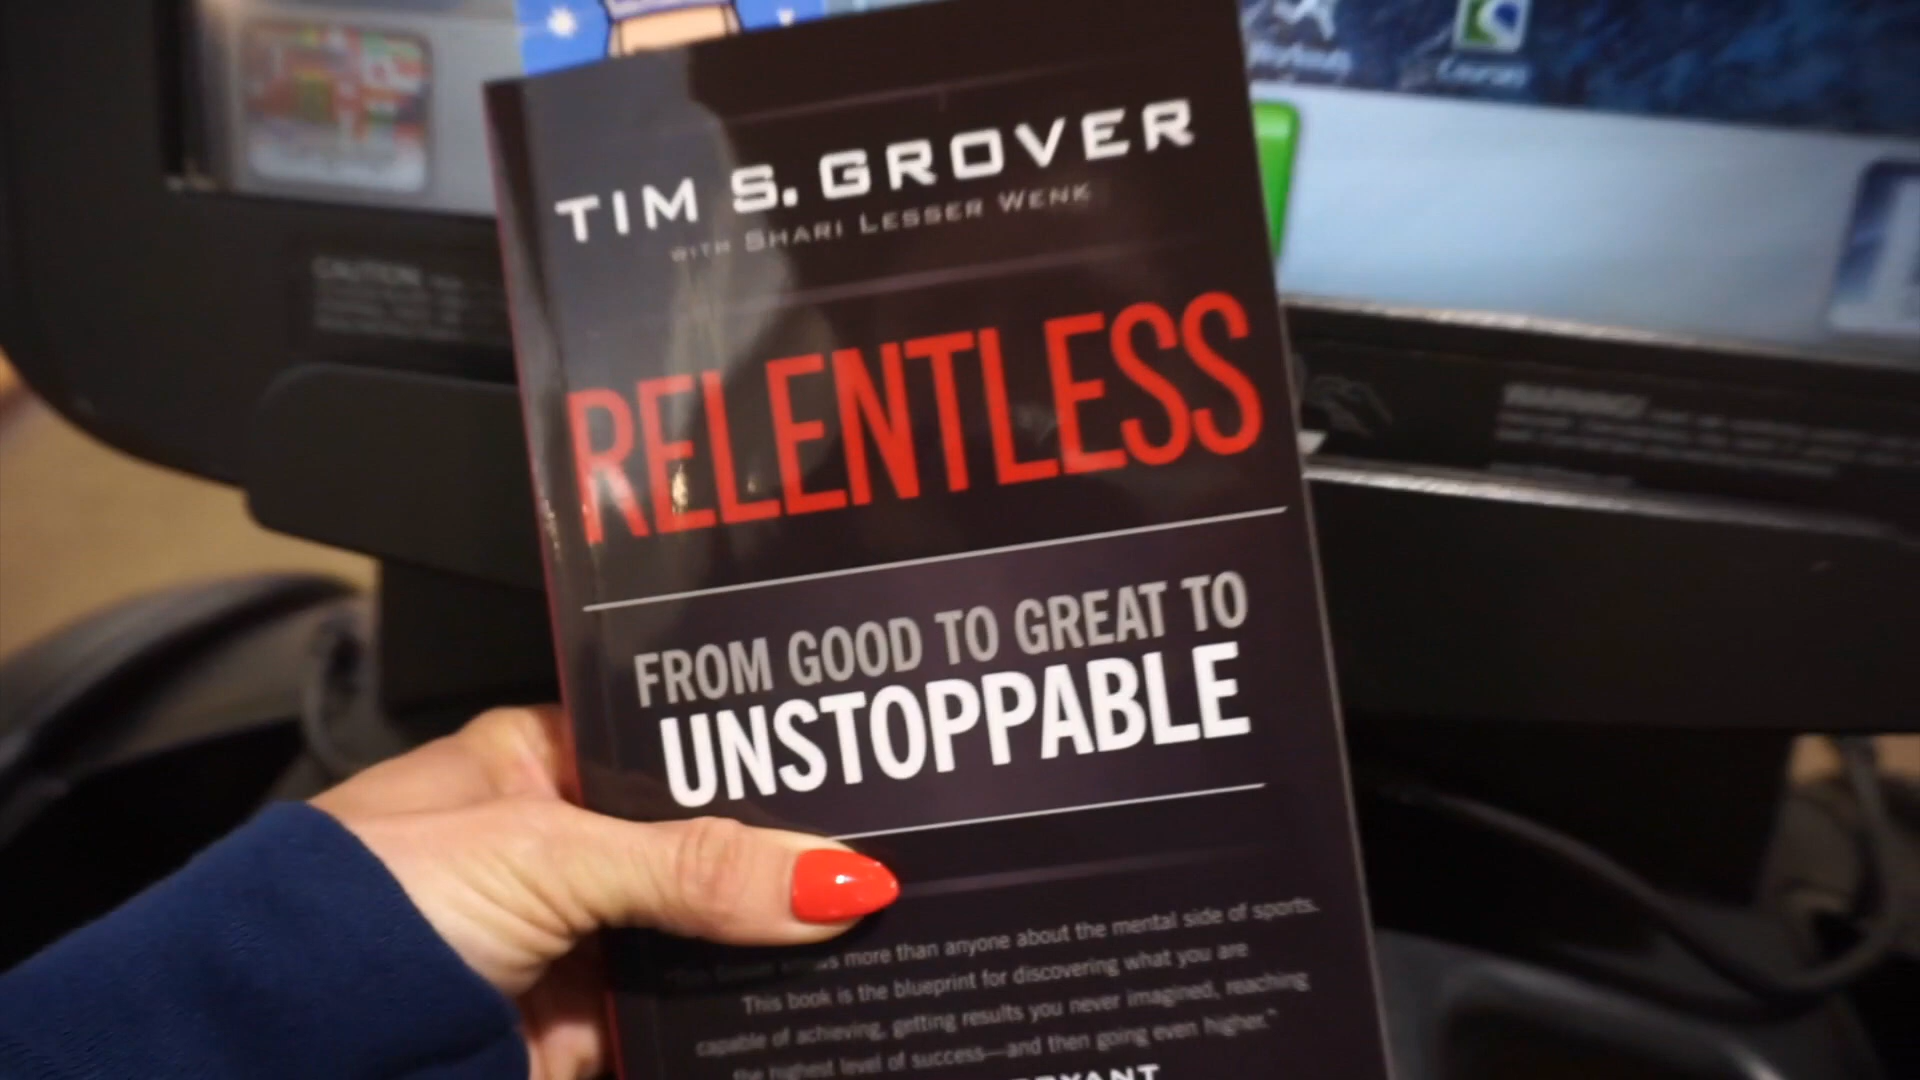 TIM S. GROVER
WITH SHARI LESSER WENK
RELENTLESS
FROM GOOD TO GREAT TO
UNSTOPPABLE
more than anyone about the mental side of sports.
This book is the blueprint for discovering what you are
capable of achieving, getting results you never imagined, reaching
the highest level of success—and then going even higher."
CAUTION:
WARNING!